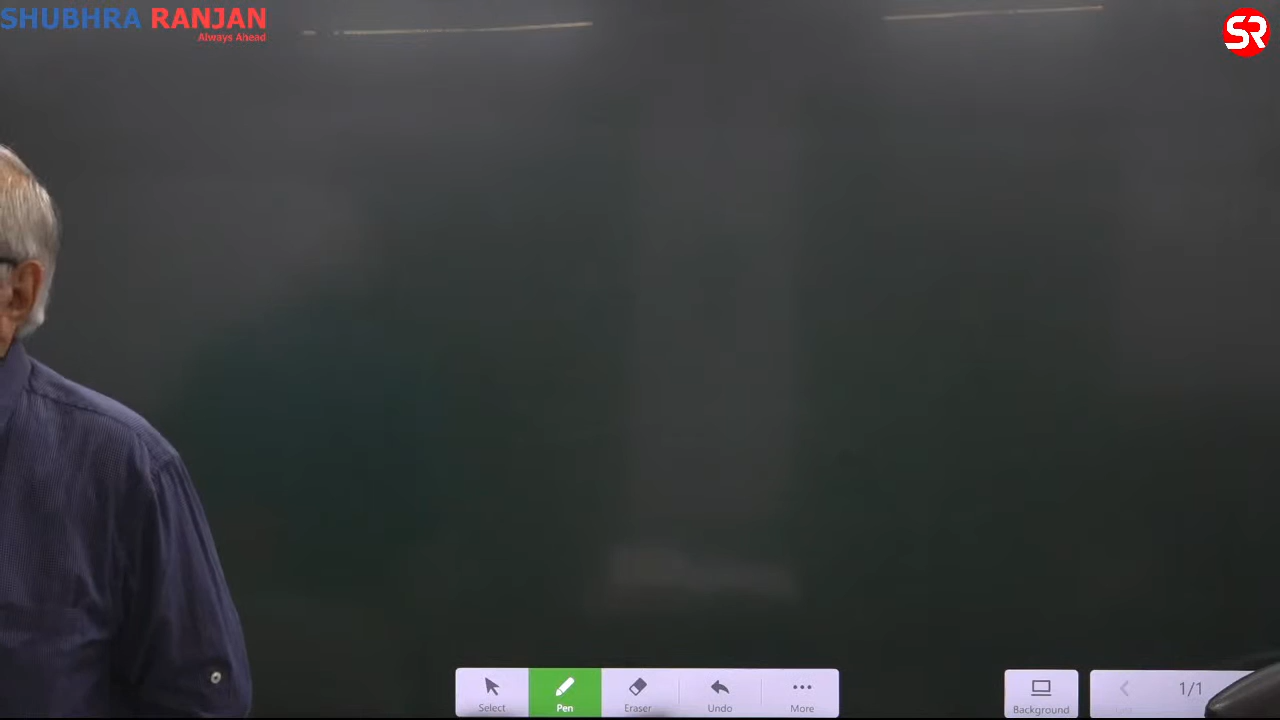 SHUBHRA RANJAN
Always Ahead
SR
Select
Pen
Eraser
Undo
More
Background
1/1